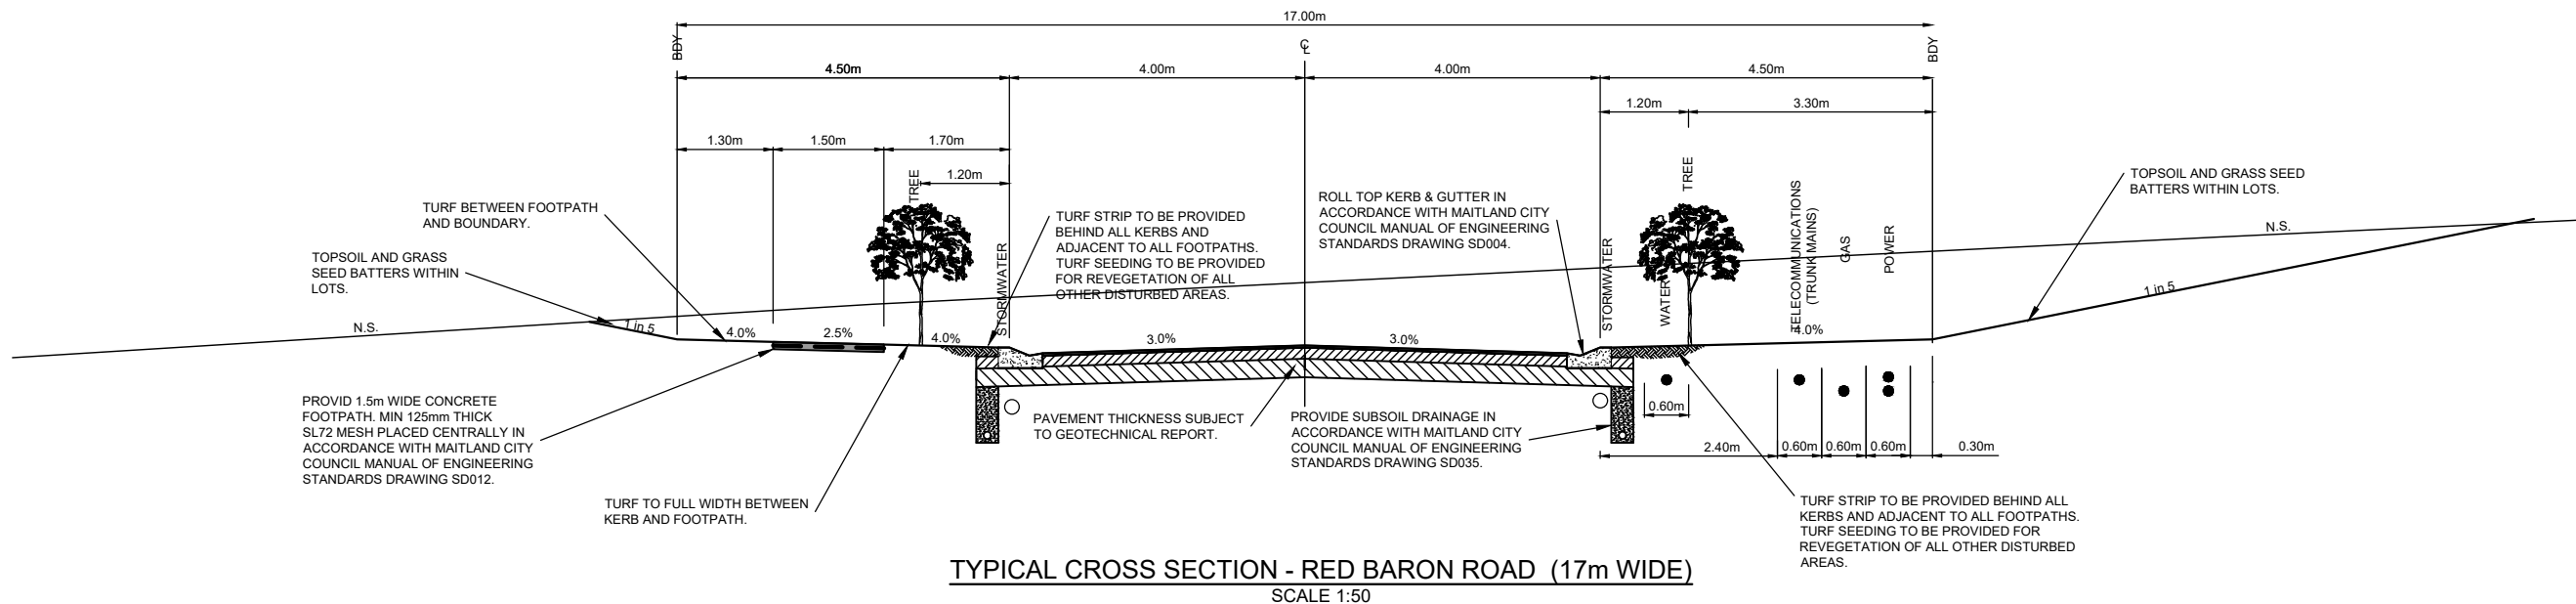 17.00m
BDY
C
L
BDY
4.50m
4.00m
4.00m
4.50m
1.20m
3.30m
1.30m
1.50m
1.70m
1.20m
TREE
TREE
TURF BETWEEN FOOTPATH
AND BOUNDARY.
TOPSOIL AND GRASS
SEED BATTERS WITHIN
LOTS.
TURF STRIP TO BE PROVIDED
BEHIND ALL KERBS AND
ADJACENT TO ALL FOOTPATHS.
TURF SEEDING TO BE PROVIDED
FOR REVEGETATION OF ALL
OTHER DISTURBED AREAS.
ROLL TOP KERB & GUTTER IN
ACCORDANCE WITH MAITLAND CITY
COUNCIL MANUAL OF ENGINEERING
STANDARDS DRAWING SD004.
TOPSOIL AND GRASS SEED
BATTERS WITHIN LOTS.
STORMWATER
STORMWATER
WATER
TELECOMMUNICATIONS
(TRUNK MAINS)
GAS
POWER
N.S.
N.S.
1 in 5
4.0%
2.5%
4.0%
3.0%
3.0%
4.0%
1 in 5
PROVID 1.5m WIDE CONCRETE
FOOTPATH. MIN 125mm THICK
SL72 MESH PLACED CENTRALLY IN
ACCORDANCE WITH MAITLAND CITY
COUNCIL MANUAL OF ENGINEERING
STANDARDS DRAWING SD012.
TURF TO FULL WIDTH BETWEEN
KERB AND FOOTPATH.
PAVEMENT THICKNESS SUBJECT
TO GEOTECHNICAL REPORT.
PROVIDE SUBSOIL DRAINAGE IN
ACCORDANCE WITH MAITLAND CITY
COUNCIL MANUAL OF ENGINEERING
STANDARDS DRAWING SD035.
0.60m
2.40m
0.60m
0.60m
0.60m
0.30m
TURF STRIP TO BE PROVIDED BEHIND ALL
KERBS AND ADJACENT TO ALL FOOTPATHS.
TURF SEEDING TO BE PROVIDED FOR
REVEGETATION OF ALL OTHER DISTURBED
AREAS.
TYPICAL CROSS SECTION - RED BARON ROAD (17m WIDE)
SCALE 1:50